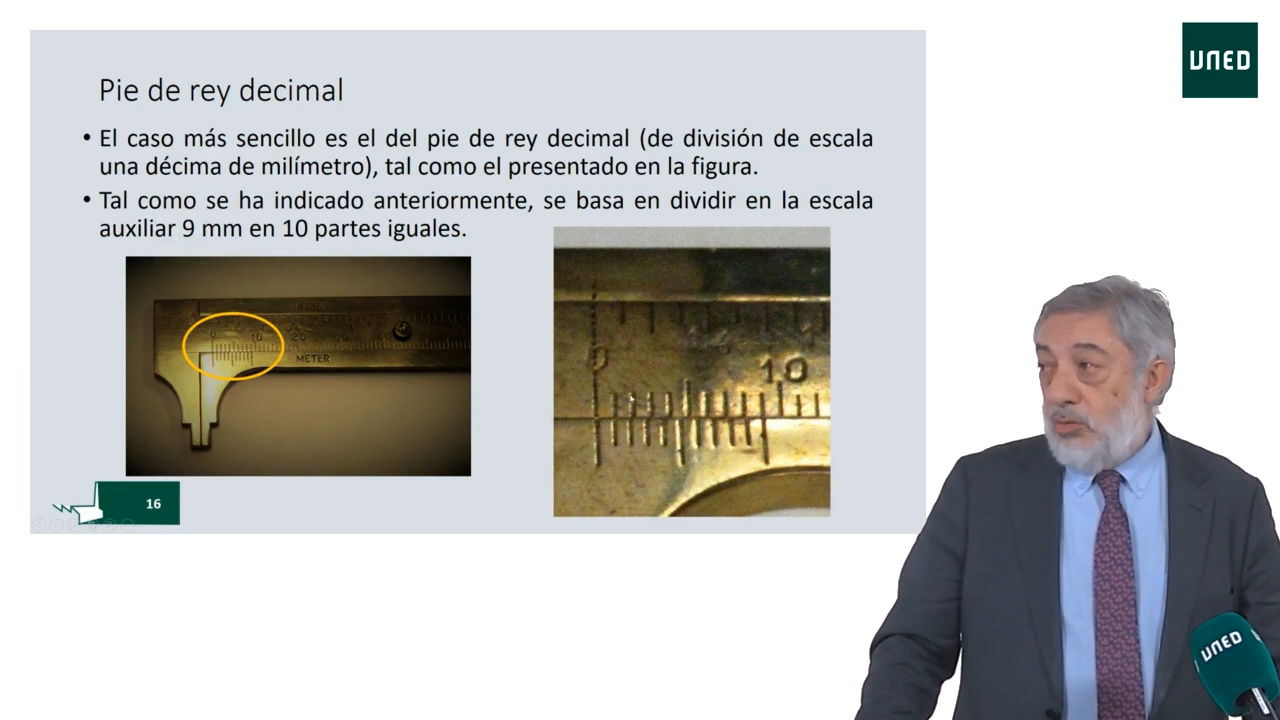 UNED
Pie de rey decimal
• El caso más sencillo es el del pie de rey decimal (de división de escala
una décima de milímetro), tal como el presentado en la figura.
• Tal como se ha indicado anteriormente, se basa en dividir en la escala
auxiliar 9 mm en 10 partes iguales.
0 10 20
METER
0 10
16
UNED